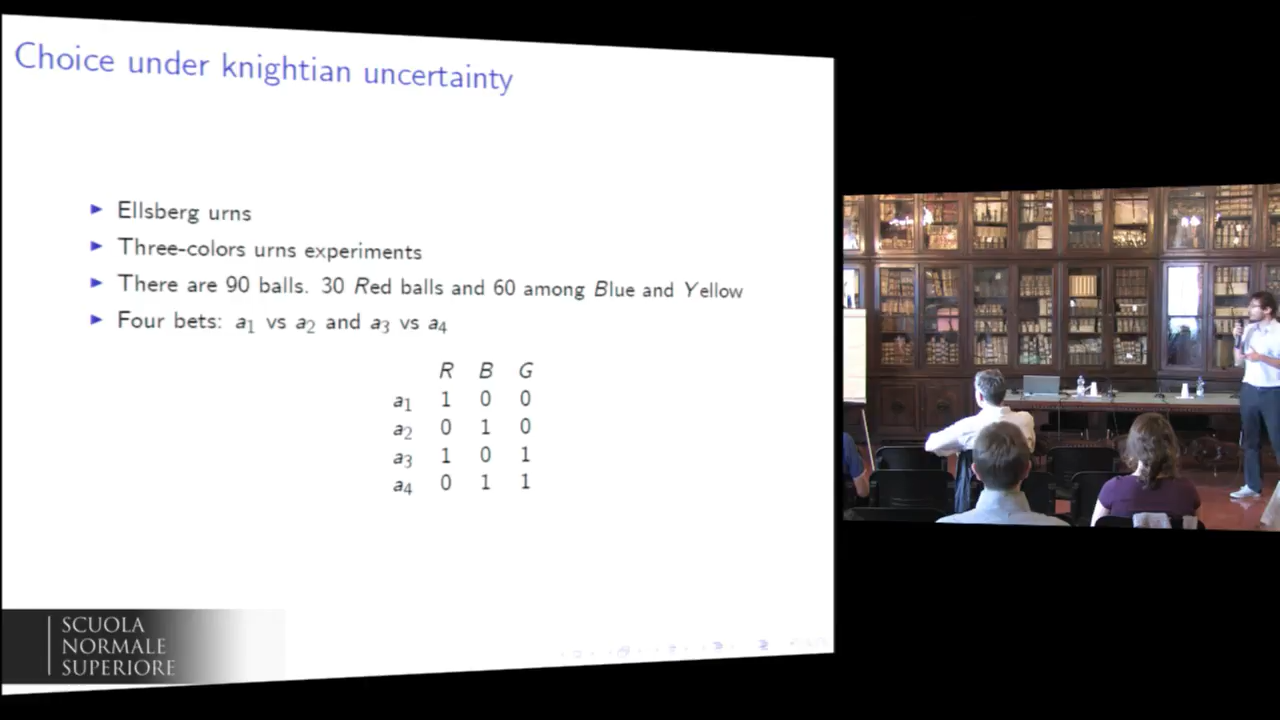 Choice under knightian uncertainty
► Ellsberg urns
► Three-colors urns experiments
► There are 90 balls. 30 Red balls and 60 among Blue and Yellow
► Four bets: a₁ vs a₂ and a₃ vs a₄
R B G
a₁ 1 0 0
a₂ 0 1 0
a₃ 1 0 1
a₄ 0 1 1
SCUOLA
NORMALE
SUPERIORE